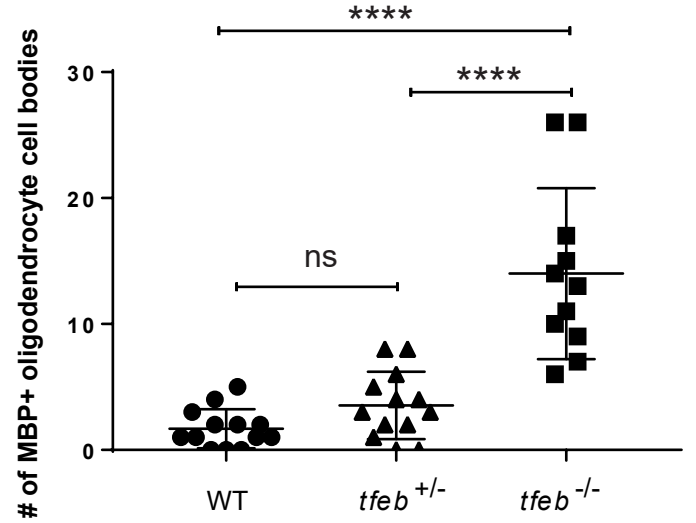 ****
****
ns
# of MBP+ oligodendrocyte cell bodies
30
20
10
0
WT
tfeb +/-
tfeb -/-